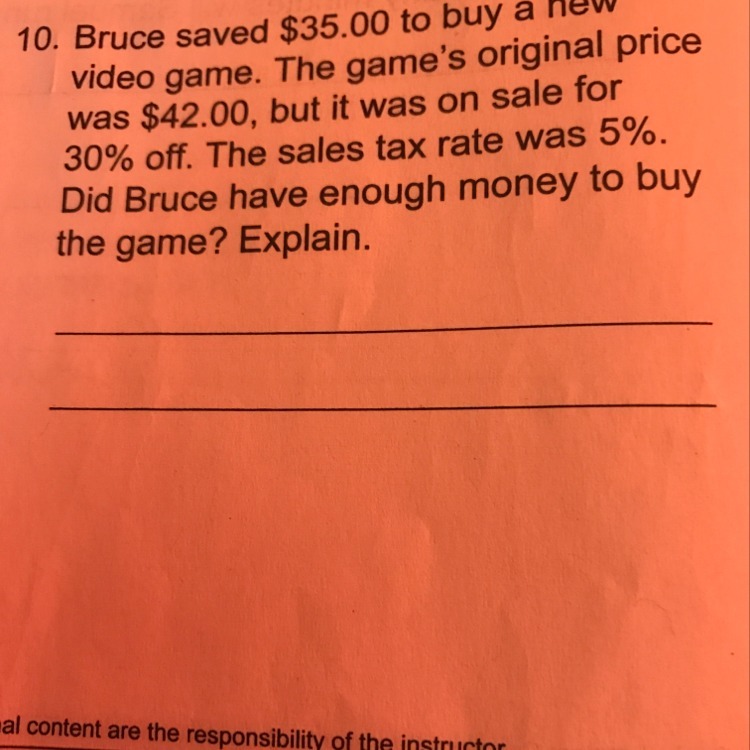 10. Bruce saved $35.00 to buy a new
video game. The game's original price
was $42.00, but it was on sale for
30% off. The sales tax rate was 5%.
Did Bruce have enough money to buy
the game? Explain.
al content are the responsibility of the instructor